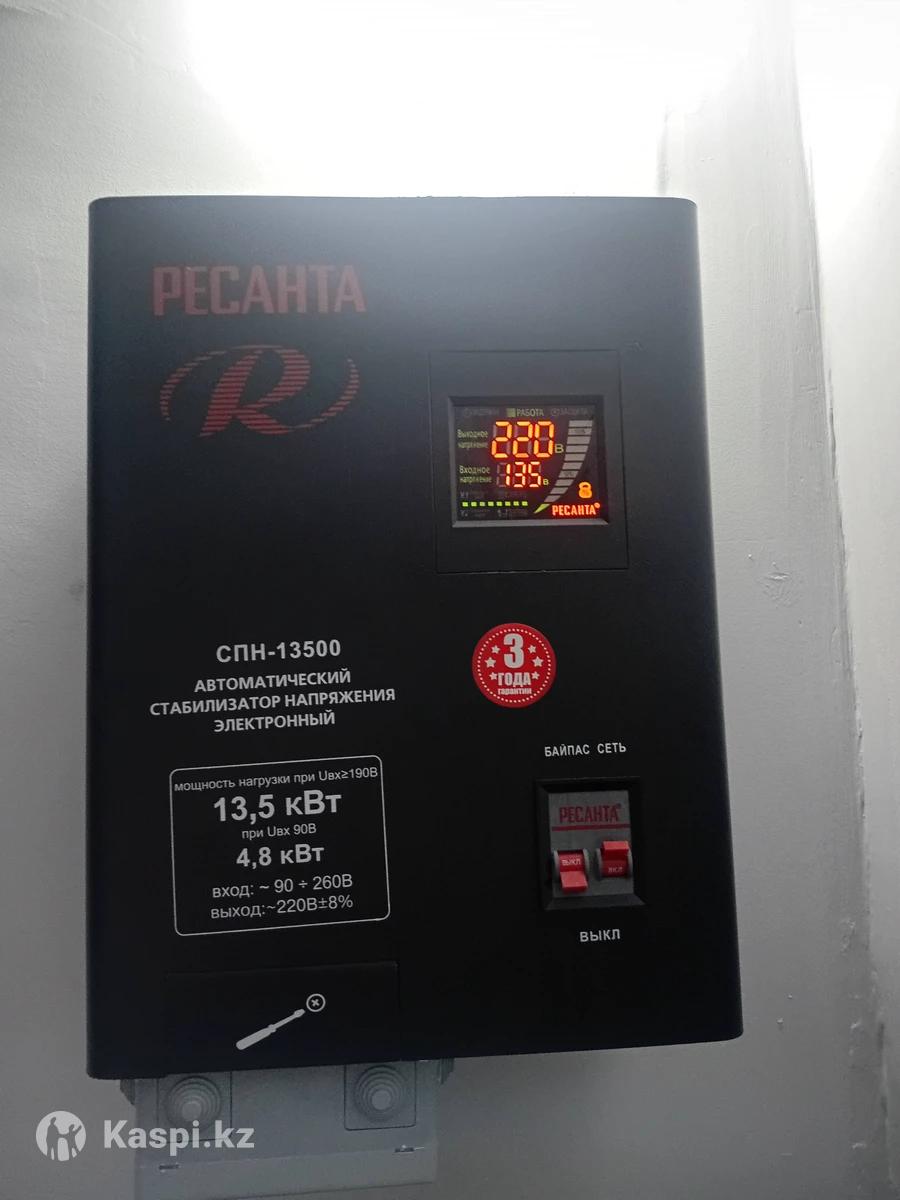 РЕСАНТА
R
РАБОТА
ЗАЩИТА
Выходное
напряжение
220 В
Входное
напряжение
135 В
РЕСАНТА®
СПН-13500
АВТОМАТИЧЕСКИЙ
СТАБИЛИЗАТОР НАПРЯЖЕНИЯ
ЭЛЕКТРОННЫЙ
3
ГОДА
гарантии
БАЙПАС СЕТЬ
мощность нагрузки при Uвх≥190В
13,5 кВт
при Uвх 90В
4,8 кВт
вход: ~ 90 ÷ 260В
выход:~220В±8%
РЕСАНТА®
ВЫКЛ
ВКЛ
ВЫКЛ
Kaspi.kz